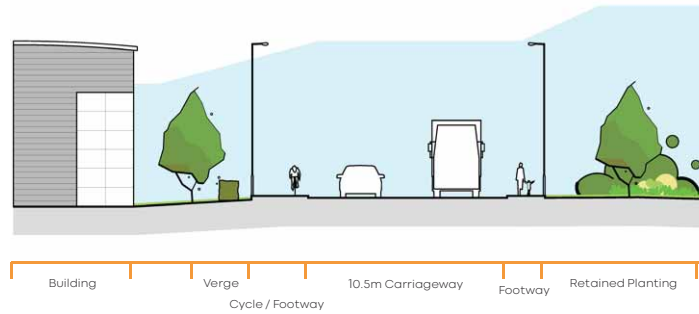 Building
Verge
Cycle / Footway
10.5m Carriageway
Footway
Retained Planting